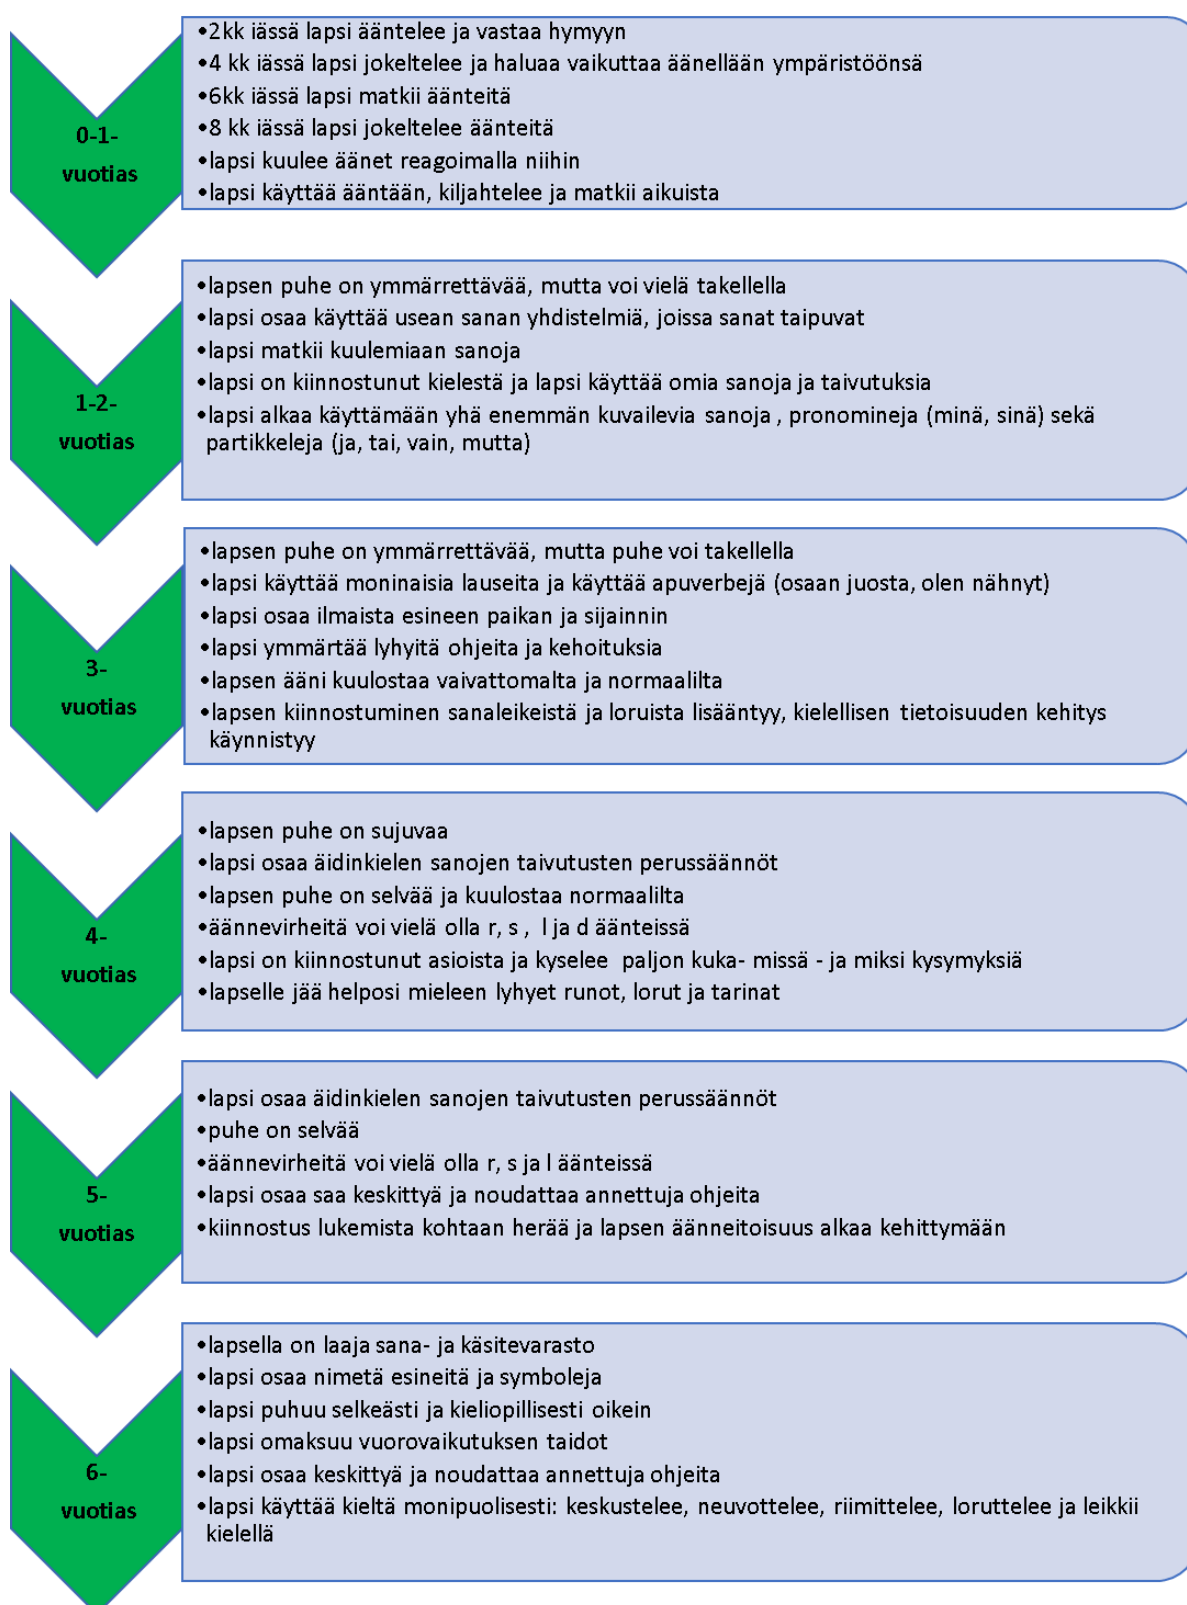 0-1-
vuotias
•2kk iässä lapsi ääntelee ja vastaa hymyyn
•4 kk iässä lapsi jokeltelee ja haluaa vaikuttaa äänellään ympäristöönsä
•6kk iässä lapsi matkii äänteitä
•8 kk iässä lapsi jokeltelee äänteitä
•lapsi kuulee äänet reagoimalla niihin
•lapsi käyttää ääntään, kiljahtelee ja matkii aikuista
1-2-
vuotias
•lapsen puhe on ymmärrettävää, mutta voi vielä takellella
•lapsi osaa käyttää usean sanan yhdistelmiä, joissa sanat taipuvat
•lapsi matkii kuulemiaan sanoja
•lapsi on kiinnostunut kielestä ja lapsi käyttää omia sanoja ja taivutuksia
•lapsi alkaa käyttämään yhä enemmän kuvailevia sanoja , pronomineja (minä, sinä) sekä
partikkeleja (ja, tai, vain, mutta)
3-
vuotias
•lapsen puhe on ymmärrettävää, mutta puhe voi takellella
•lapsi käyttää moninaisia lauseita ja käyttää apuverbejä (osaan juosta, olen nähnyt)
•lapsi osaa ilmaista esineen paikan ja sijainnin
•lapsi ymmärtää lyhyitä ohjeita ja kehoituksia
•lapsen ääni kuulostaa vaivattomalta ja normaalilta
•lapsen kiinnostuminen sanaleikeistä ja loruista lisääntyy, kielellisen tietoisuuden kehitys
käynnistyy
4-
vuotias
•lapsen puhe on sujuvaa
•lapsi osaa äidinkielen sanojen taivutusten perussäännöt
•lapsen puhe on selvää ja kuulostaa normaalilta
•äännevirheitä voi vielä olla r, s , l ja d äänteissä
•lapsi on kiinnostunut asioista ja kyselee paljon kuka- missä - ja miksi kysymyksiä
•lapselle jää helposi mieleen lyhyet runot, lorut ja tarinat
5-
vuotias
•lapsi osaa äidinkielen sanojen taivutusten perussäännöt
•puhe on selvää
•äännevirheitä voi vielä olla r, s ja l äänteissä
•lapsi osaa saa keskittyä ja noudattaa annettuja ohjeita
•kiinnostus lukemista kohtaan herää ja lapsen äänneitoisuus alkaa kehittymään
6-
vuotias
•lapsella on laaja sana- ja käsitevarasto
•lapsi osaa nimetä esineitä ja symboleja
•lapsi puhuu selkeästi ja kieliopillisesti oikein
•lapsi omaksuu vuorovaikutuksen taidot
•lapsi osaa keskittyä ja noudattaa annettuja ohjeita
•lapsi käyttää kieltä monipuolisesti: keskustelee, neuvottelee, riimittelee, loruttelee ja leikkii
kielellä